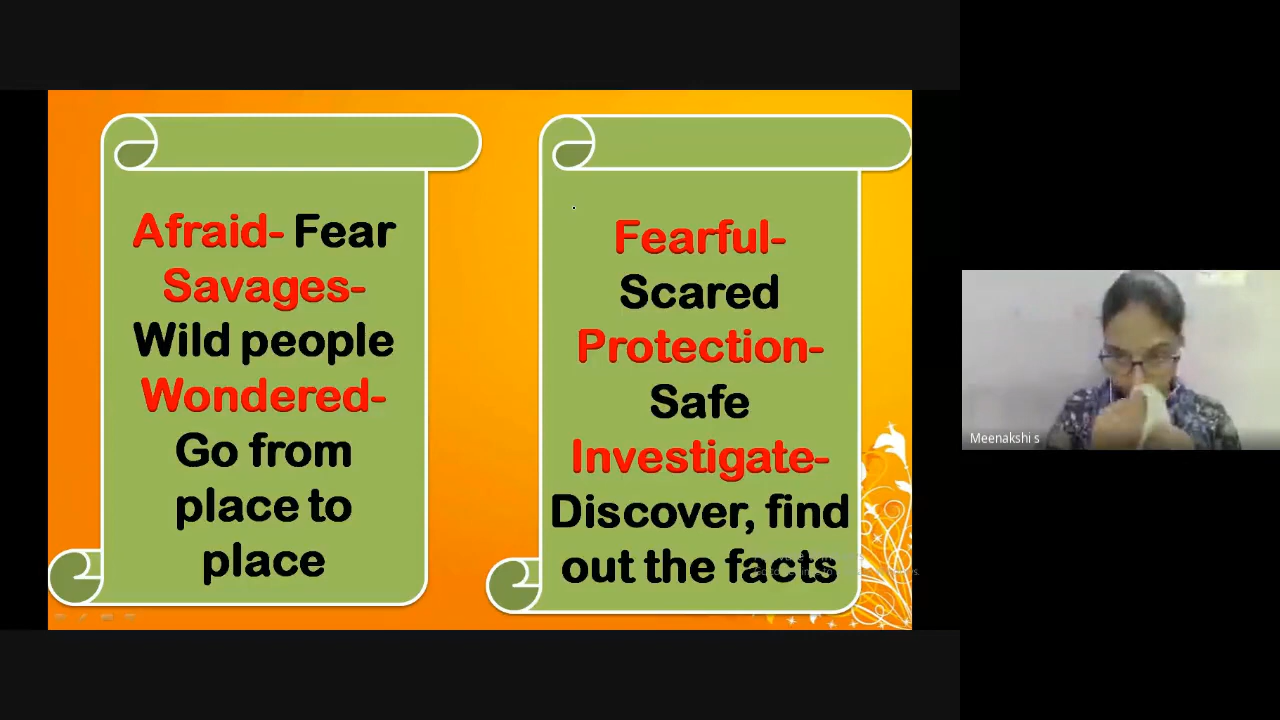 Afraid- Fear
Savages-
Wild people
Wondered-
Go from
place to
place
Fearful-
Scared
Protection-
Safe
Investigate-
Discover, find
out the facts
Meenakshi s